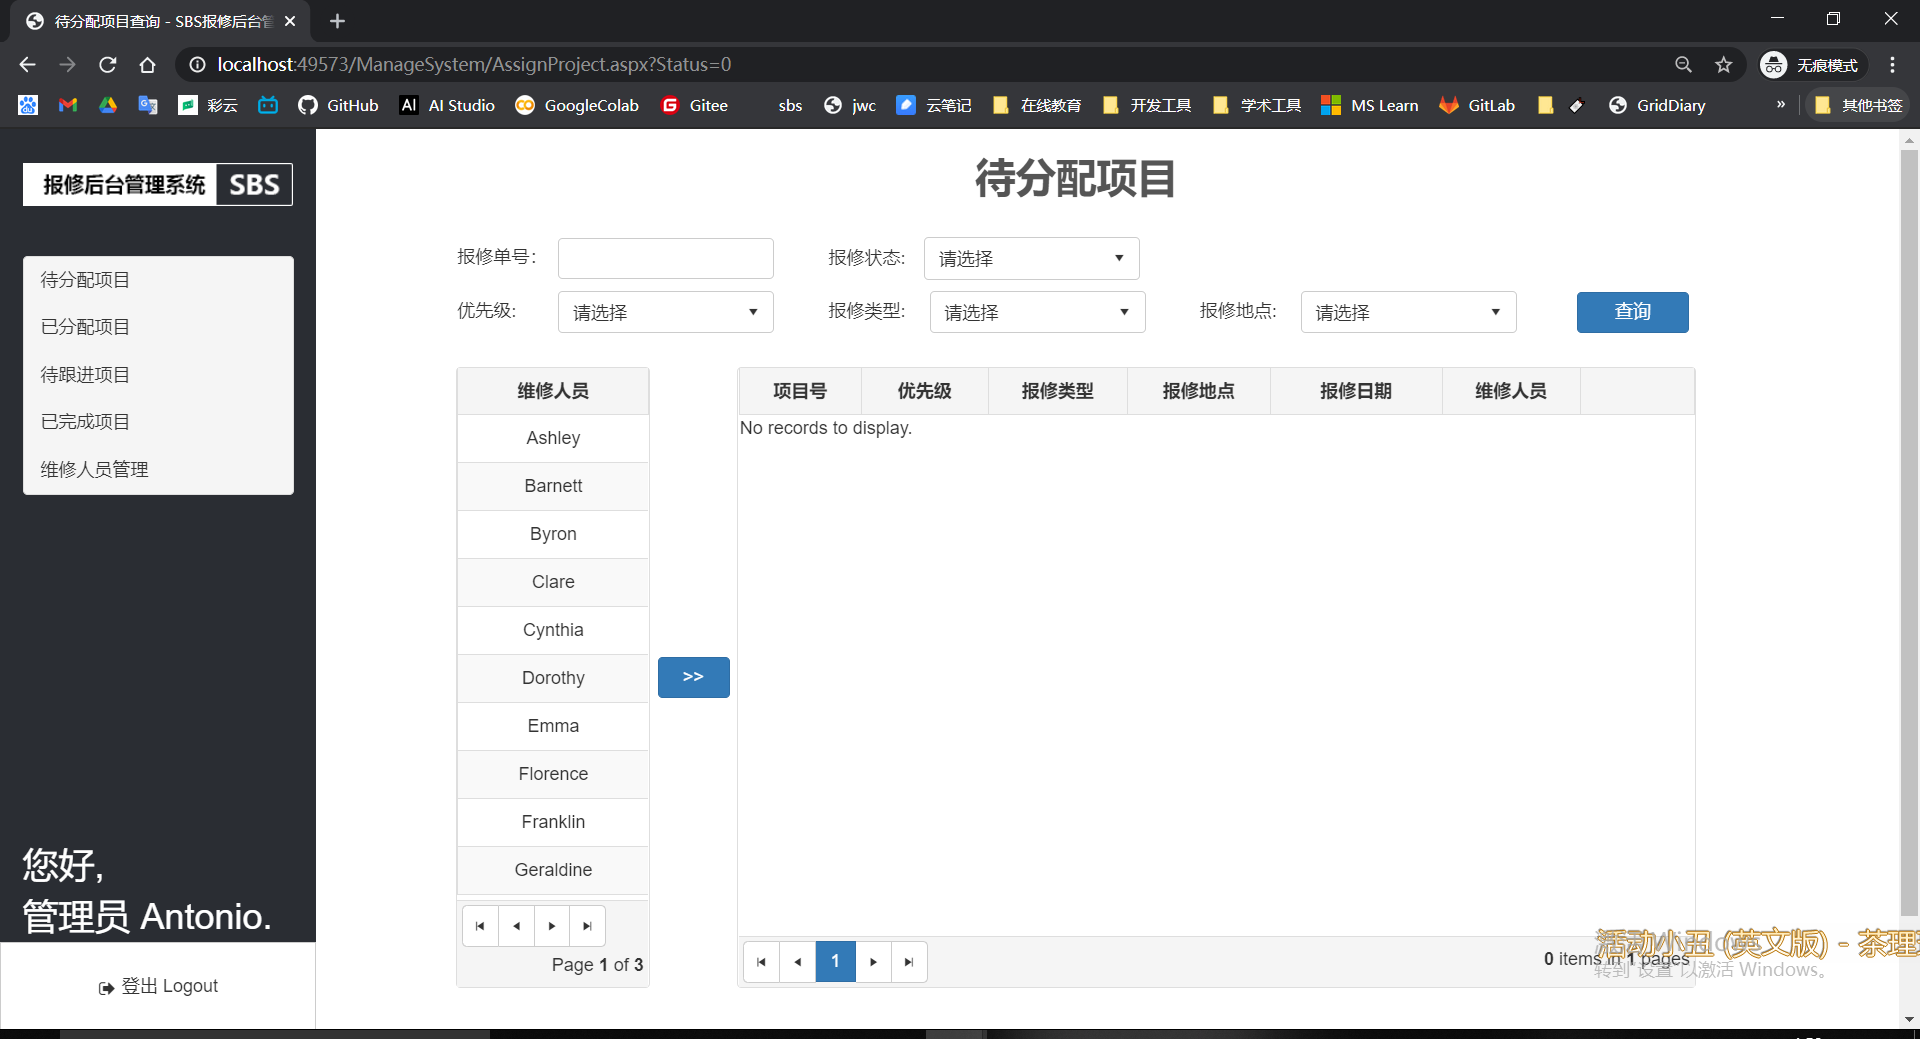 待分配项目查询 - SBS报修后台管
localhost:49573/ManageSystem/AssignProject.aspx?Status=0
无痕模式
彩云
GitHub
AI
AI Studio
GoogleColab
Gitee
sbs
jwc
云笔记
在线教育
开发工具
学术工具
MS Learn
GitLab
GridDiary
»
其他书签
报修后台管理系统 SBS
待分配项目
已分配项目
待跟进项目
已完成项目
维修人员管理
您好,
管理员 Antonio.
登出 Logout
待分配项目
报修单号:
报修状态: 请选择
优先级: 请选择
报修类型: 请选择
报修地点: 请选择
查询
维修人员
Ashley
Barnett
Byron
Clare
Cynthia
Dorothy
Emma
Florence
Franklin
Geraldine
Page 1 of 3
>>
项目号 优先级 报修类型 报修地点 报修日期 维修人员
No records to display.
1
0 items in 1 pages
活动小丑 (英文版) - 茶理
转到"设置"以激活 Windows。